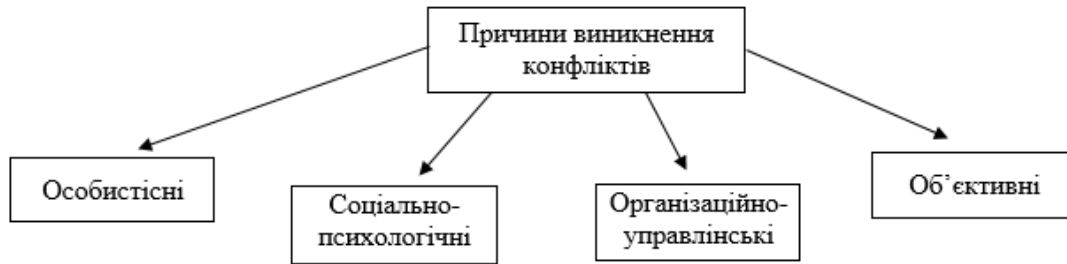 Причини виникнення
конфліктів
Особистісні
Соціально-
психологічні
Організаційно-
управлінські
Об’єктивні